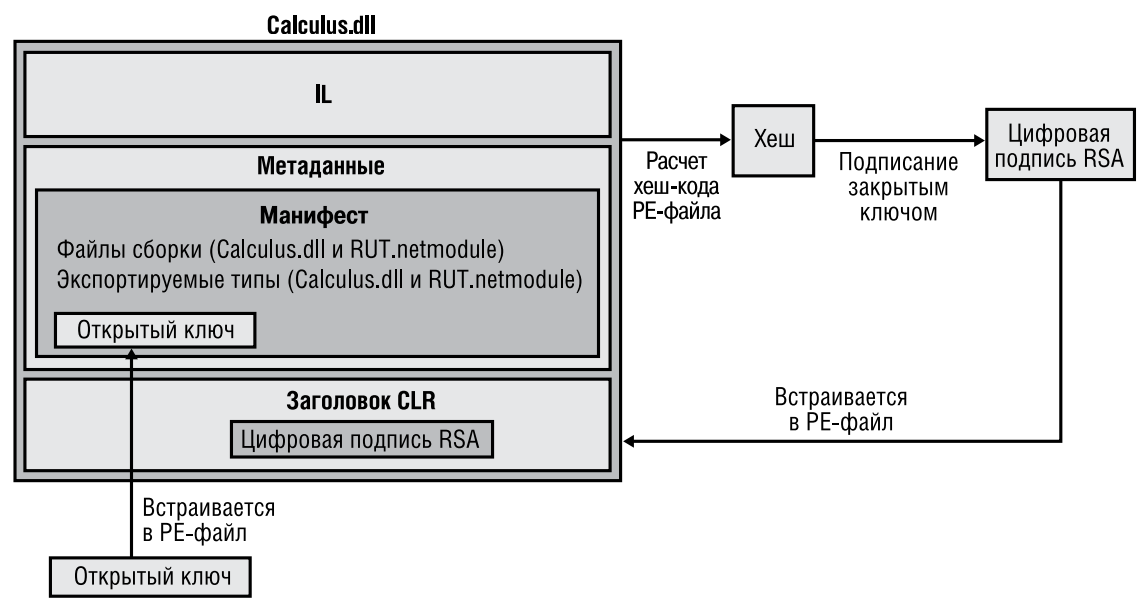 Calculus.dll
IL
Метаданные
Манифест
Файлы сборки (Calculus.dll и RUT.netmodule)
Экспортируемые типы (Calculus.dll и RUT.netmodule)
Открытый ключ
Заголовок CLR
Цифровая подпись RSA
Встраивается
в PE-файл
Открытый ключ
Расчет
хеш-кода
PE-файла
Хеш
Подписание
закрытым
ключом
Цифровая
подпись RSA
Встраивается
в PE-файл